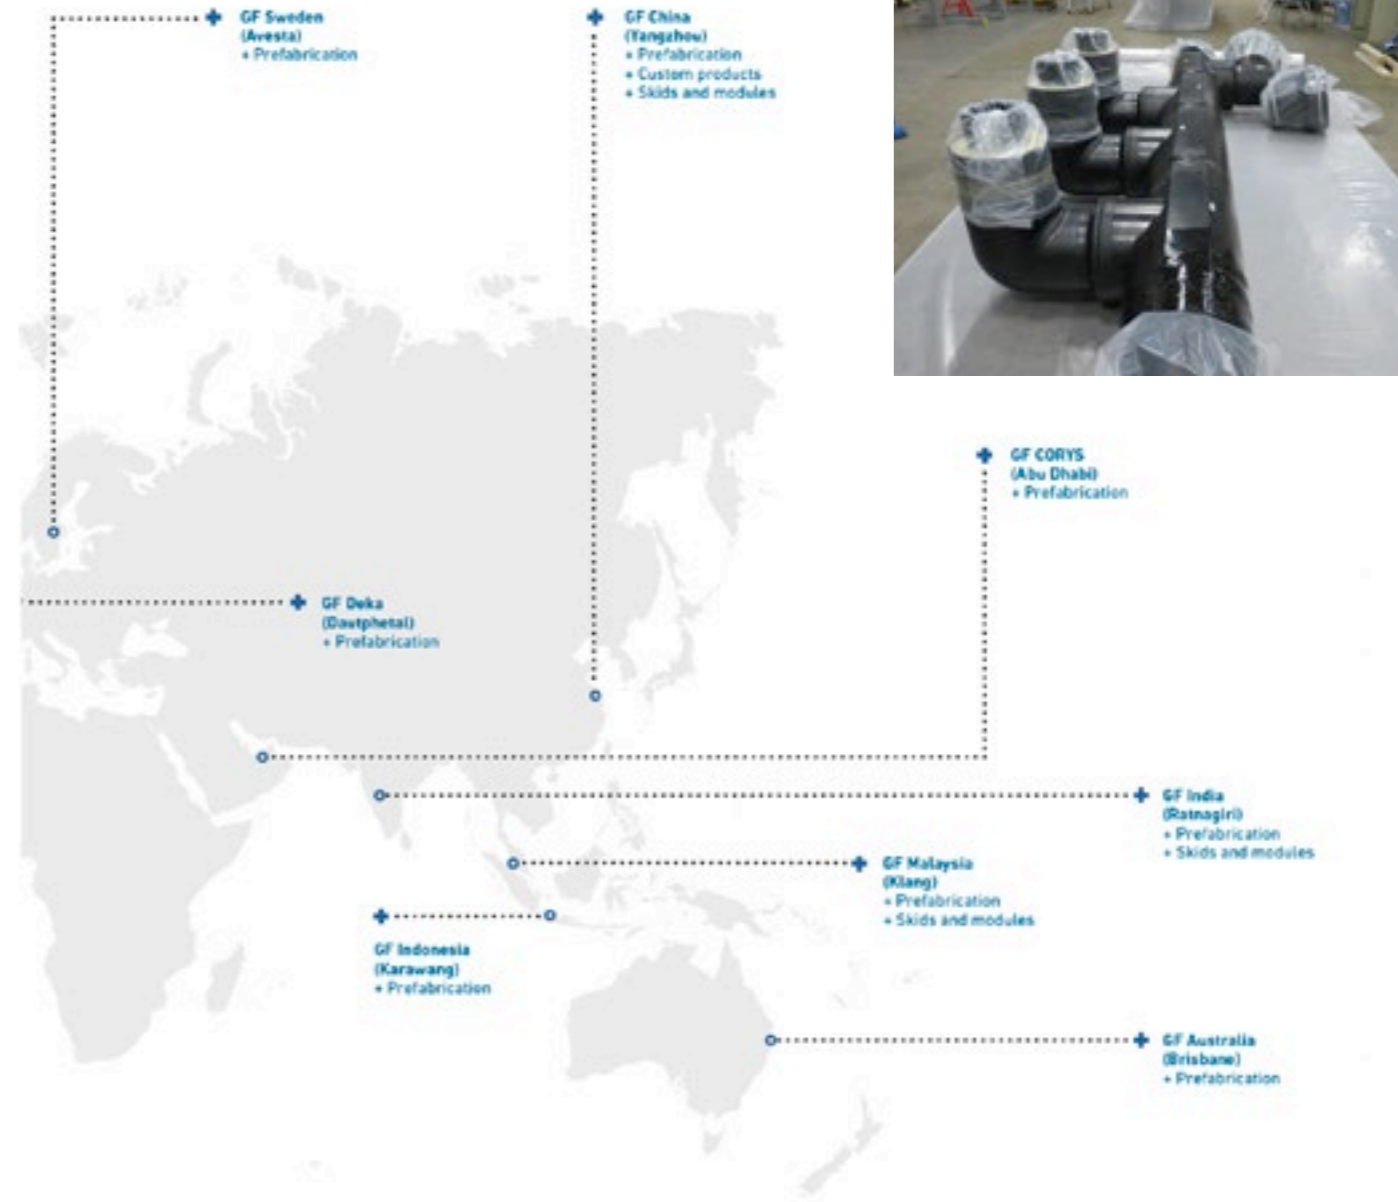 GF Sweden
(Avesta)
+ Prefabrication
GF China
(Yangzhou)
+ Prefabrication
+ Custom products
+ Skids and modules
GF CORYS
(Abu Dhabi)
+ Prefabrication
GF Deka
(Dautphetal)
+ Prefabrication
GF India
(Ratnagiri)
+ Prefabrication
+ Skids and modules
GF Malaysia
(Klang)
+ Prefabrication
+ Skids and modules
GF Indonesia
(Karawang)
+ Prefabrication
GF Australia
(Brisbane)
+ Prefabrication